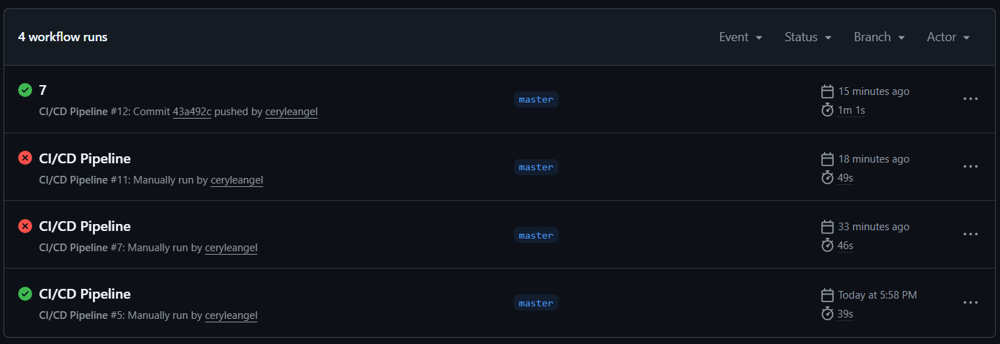 4 workflow runs
Event Status Branch Actor
7
CI/CD Pipeline #12: Commit 43a492c pushed by ceryleangel
master
15 minutes ago
1m 1s
CI/CD Pipeline
CI/CD Pipeline #11: Manually run by ceryleangel
master
18 minutes ago
49s
CI/CD Pipeline
CI/CD Pipeline #7: Manually run by ceryleangel
master
33 minutes ago
46s
CI/CD Pipeline
CI/CD Pipeline #5: Manually run by ceryleangel
master
Today at 5:58 PM
39s